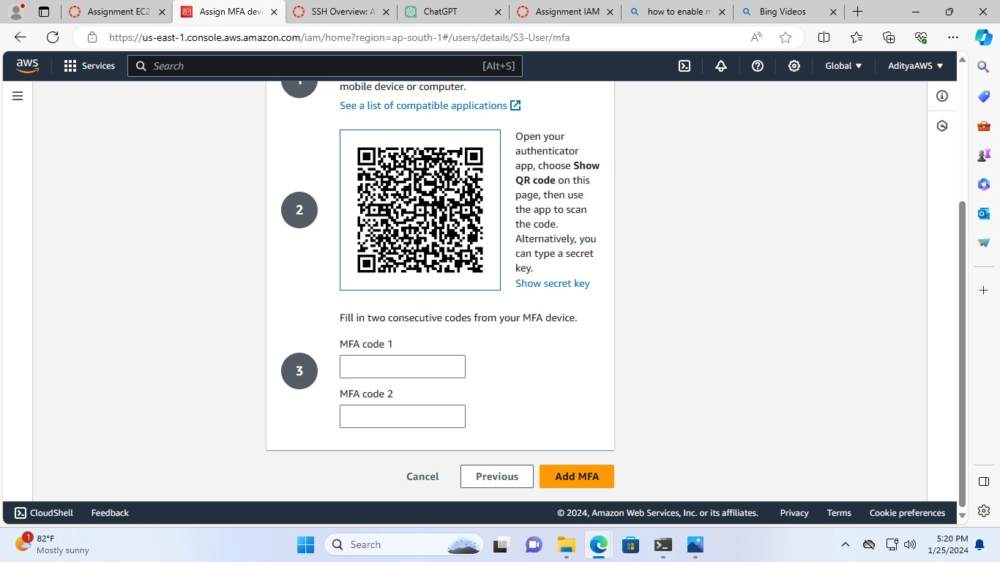 Assignment EC2
Assign MFA devi
SSH Overview: A
ChatGPT
Assignment IAM
how to enable m
Bing Videos
https://us-east-1.console.aws.amazon.com/iam/home?region=ap-south-1#/users/details/S3-User/mfa
aws
Services
Search
[Alt+S]
Global
AdityaAWS
mobile device or computer.
See a list of compatible applications
2
Open your
authenticator
app, choose Show
QR code on this
page, then use
the app to scan
the code.
Alternatively, you
can type a secret
key.
Show secret key
Fill in two consecutive codes from your MFA device.
3
MFA code 1
MFA code 2
Cancel
Previous
Add MFA
CloudShell
Feedback
© 2024, Amazon Web Services, Inc. or its affiliates.
Privacy
Terms
Cookie preferences
1
82°F
Mostly sunny
Search
5:20 PM
1/25/2024